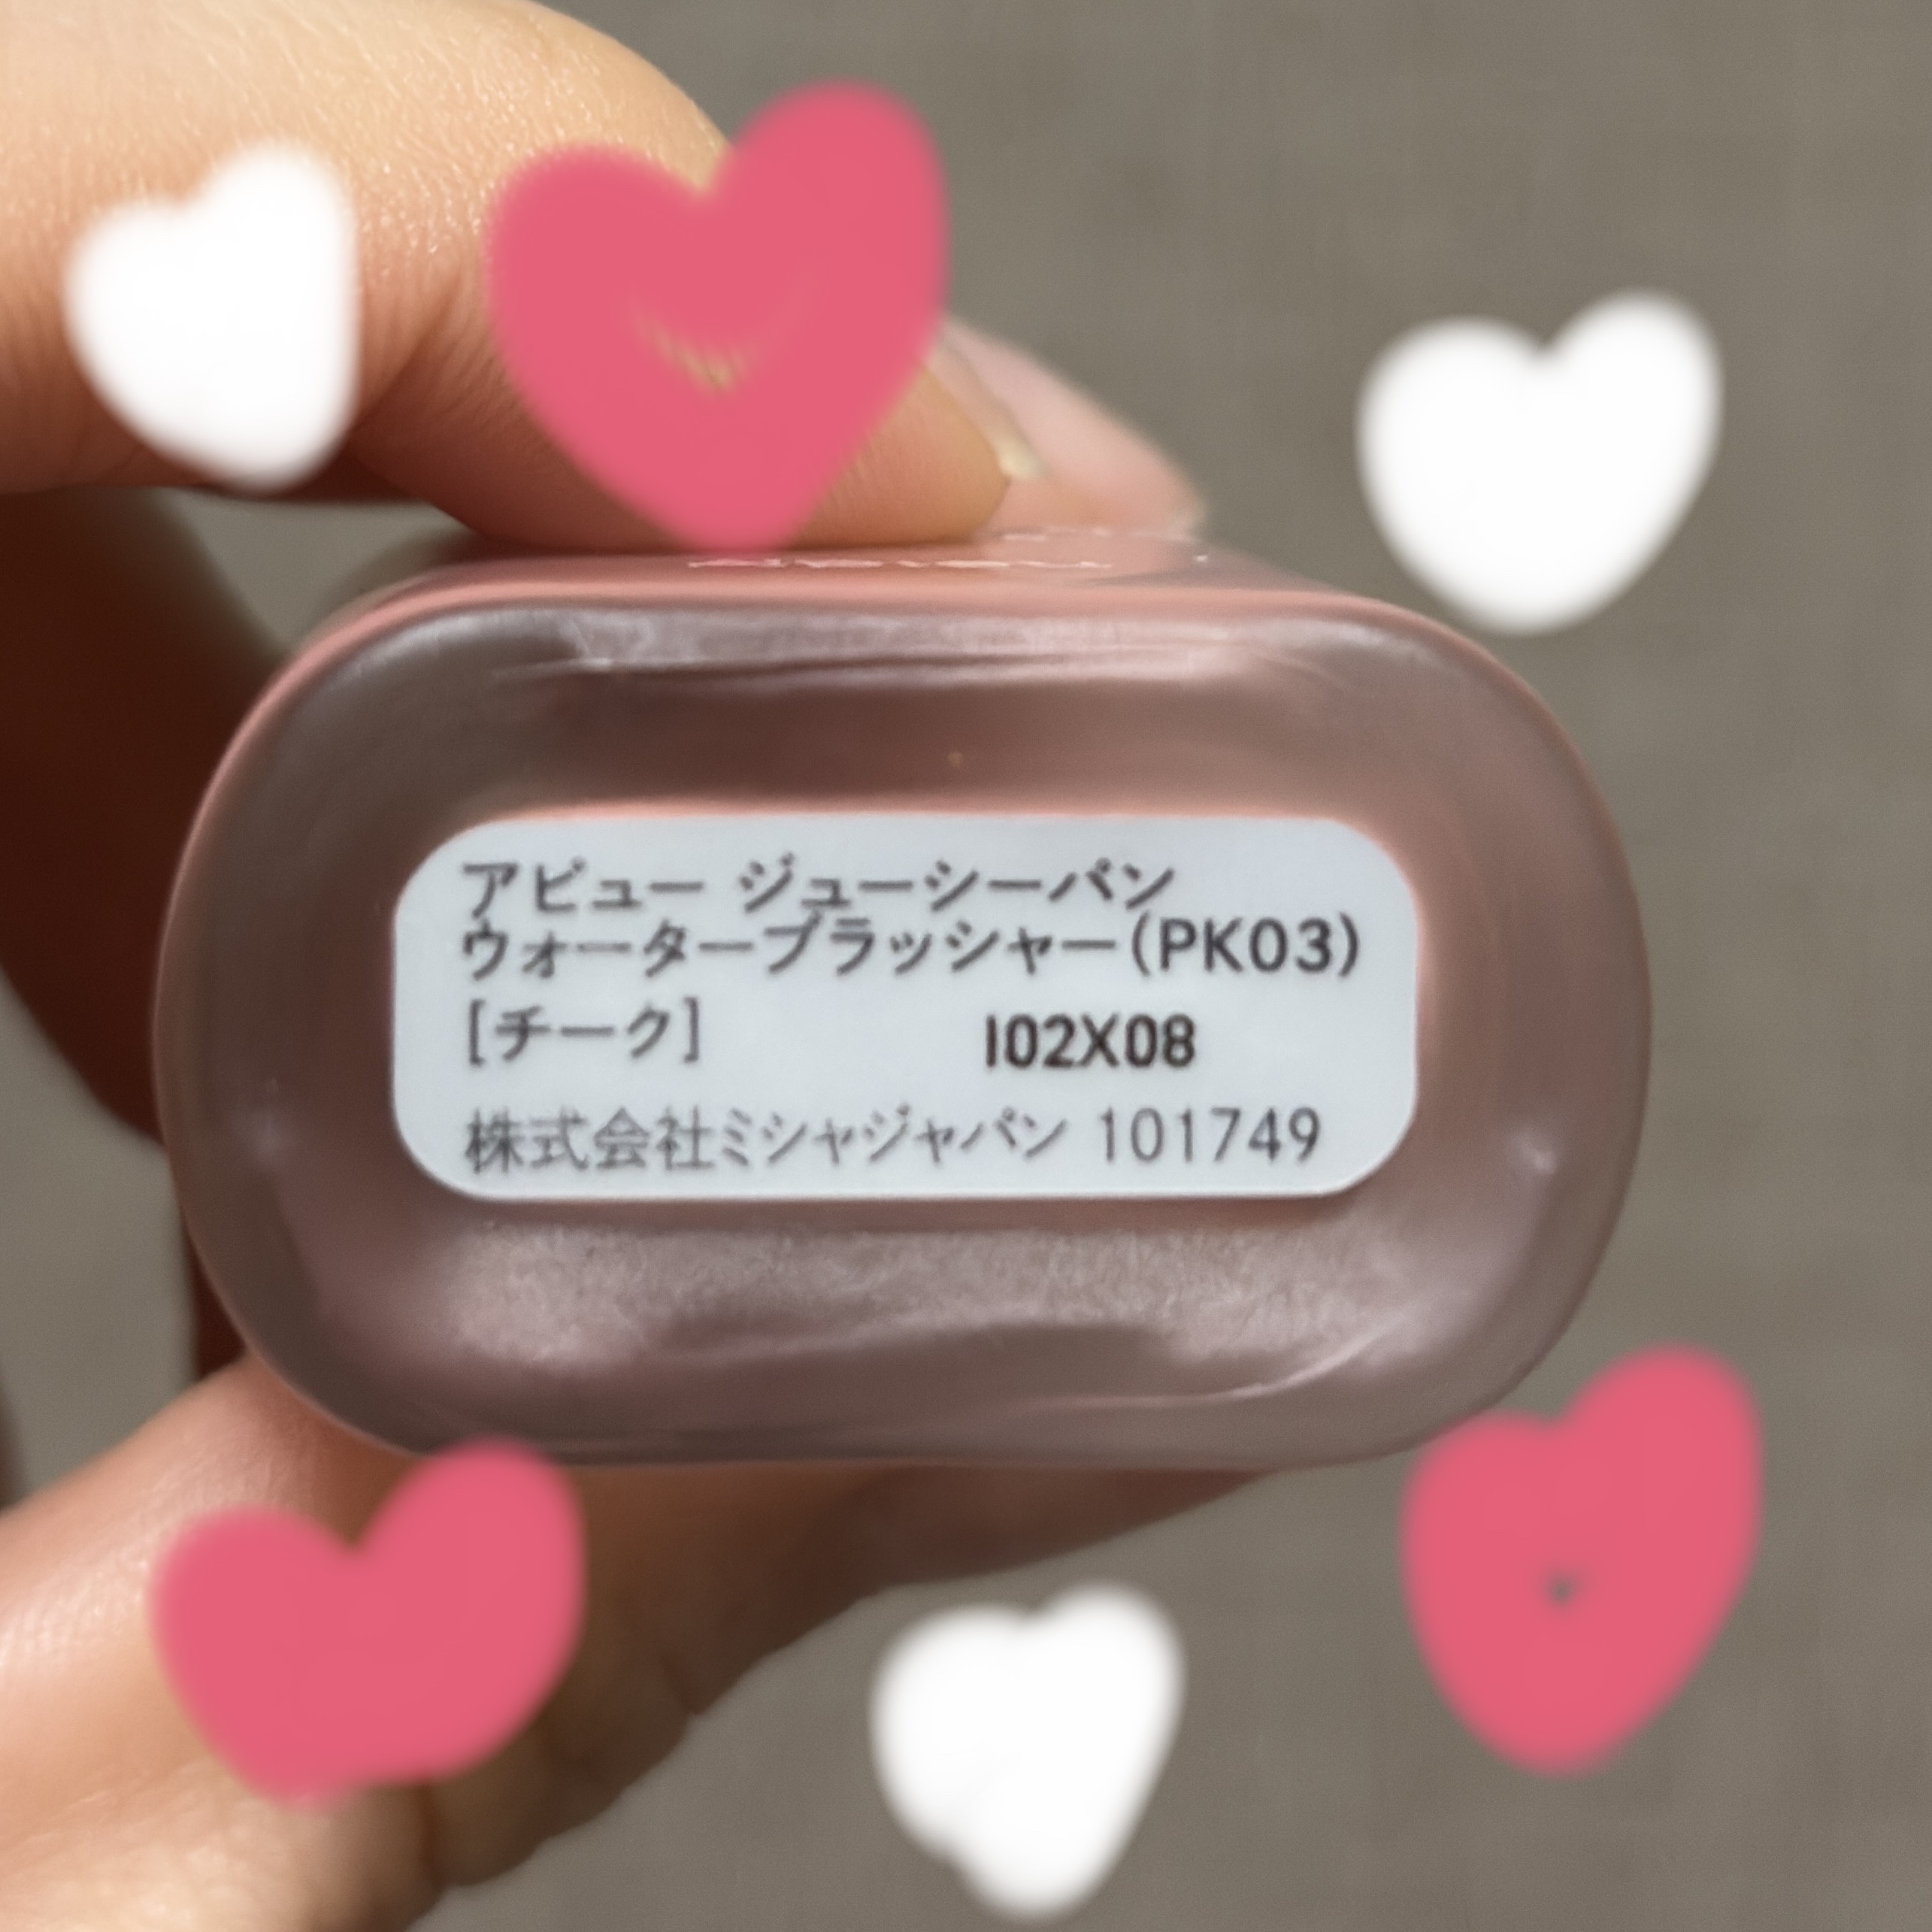 アピュー ジューシーパン
ウォーターブラッシャー(PK03)
[チーク] I02X08
株式会社ミシャジャパン 101749